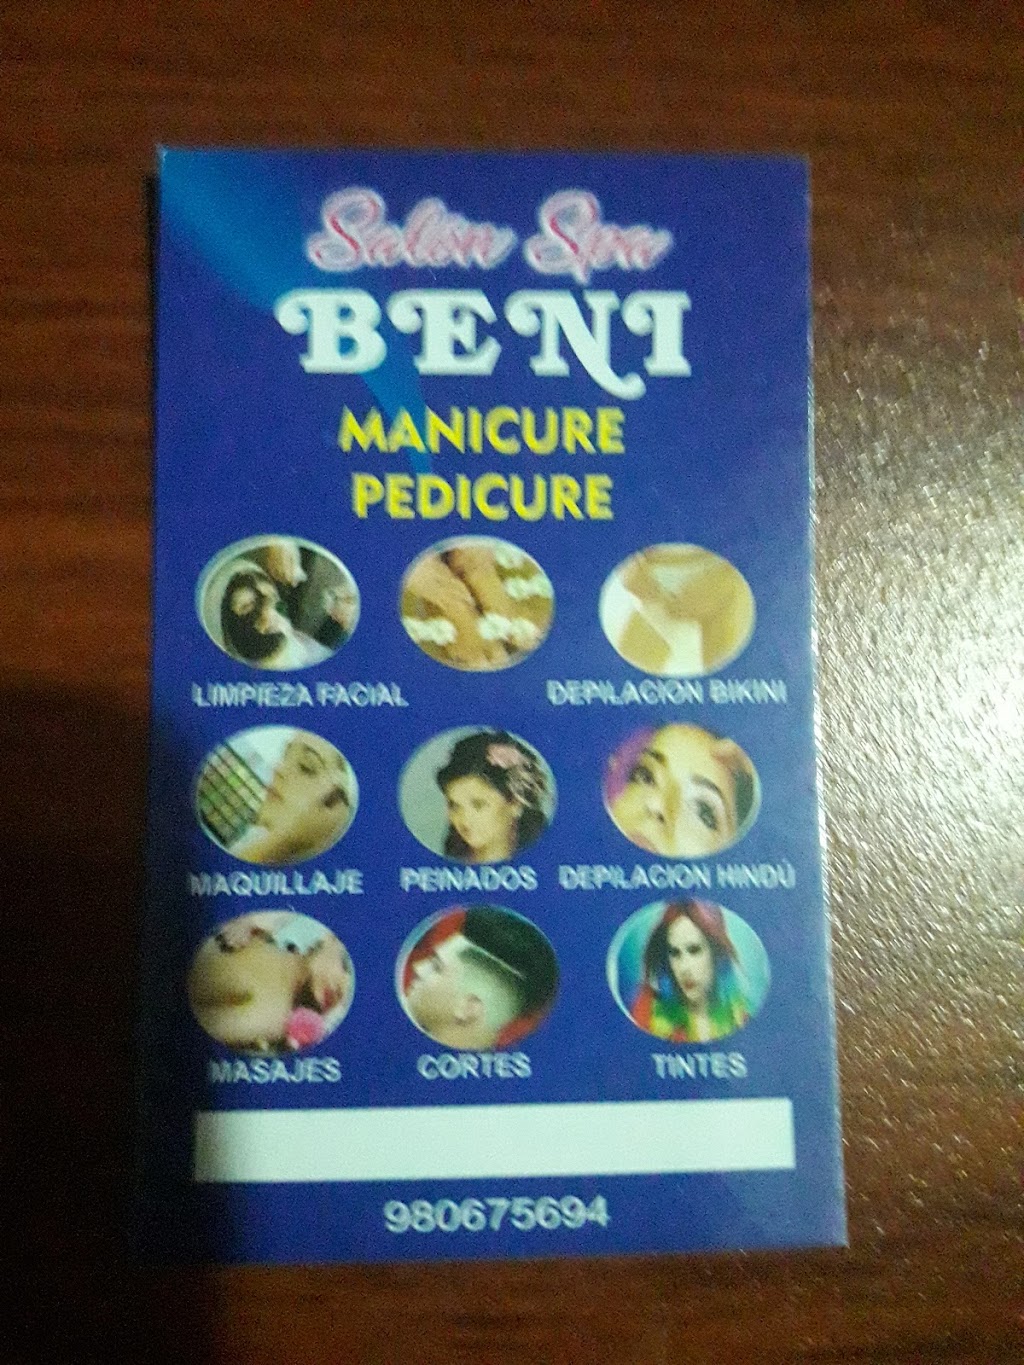 Salón Spa
BENI
MANICURE
PEDICURE
LIMPIEZA FACIAL DEPILACION BIKINI
MAQUILLAJE PEINADOS DEPILACION HINDÚ
MASAJES CORTES TINTES
980675694